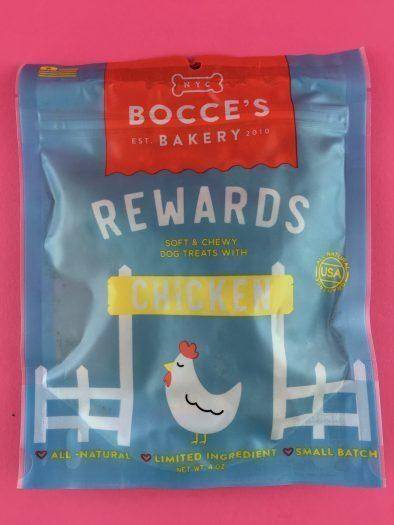 NYC
BOCCE'S
EST. BAKERY 2010
REWARDS
SOFT & CHEWY
DOG TREATS WITH
CHICKEN
USA
ALL-NATURAL LIMITED INGREDIENT SMALL BATCH
NET WT. 4 OZ